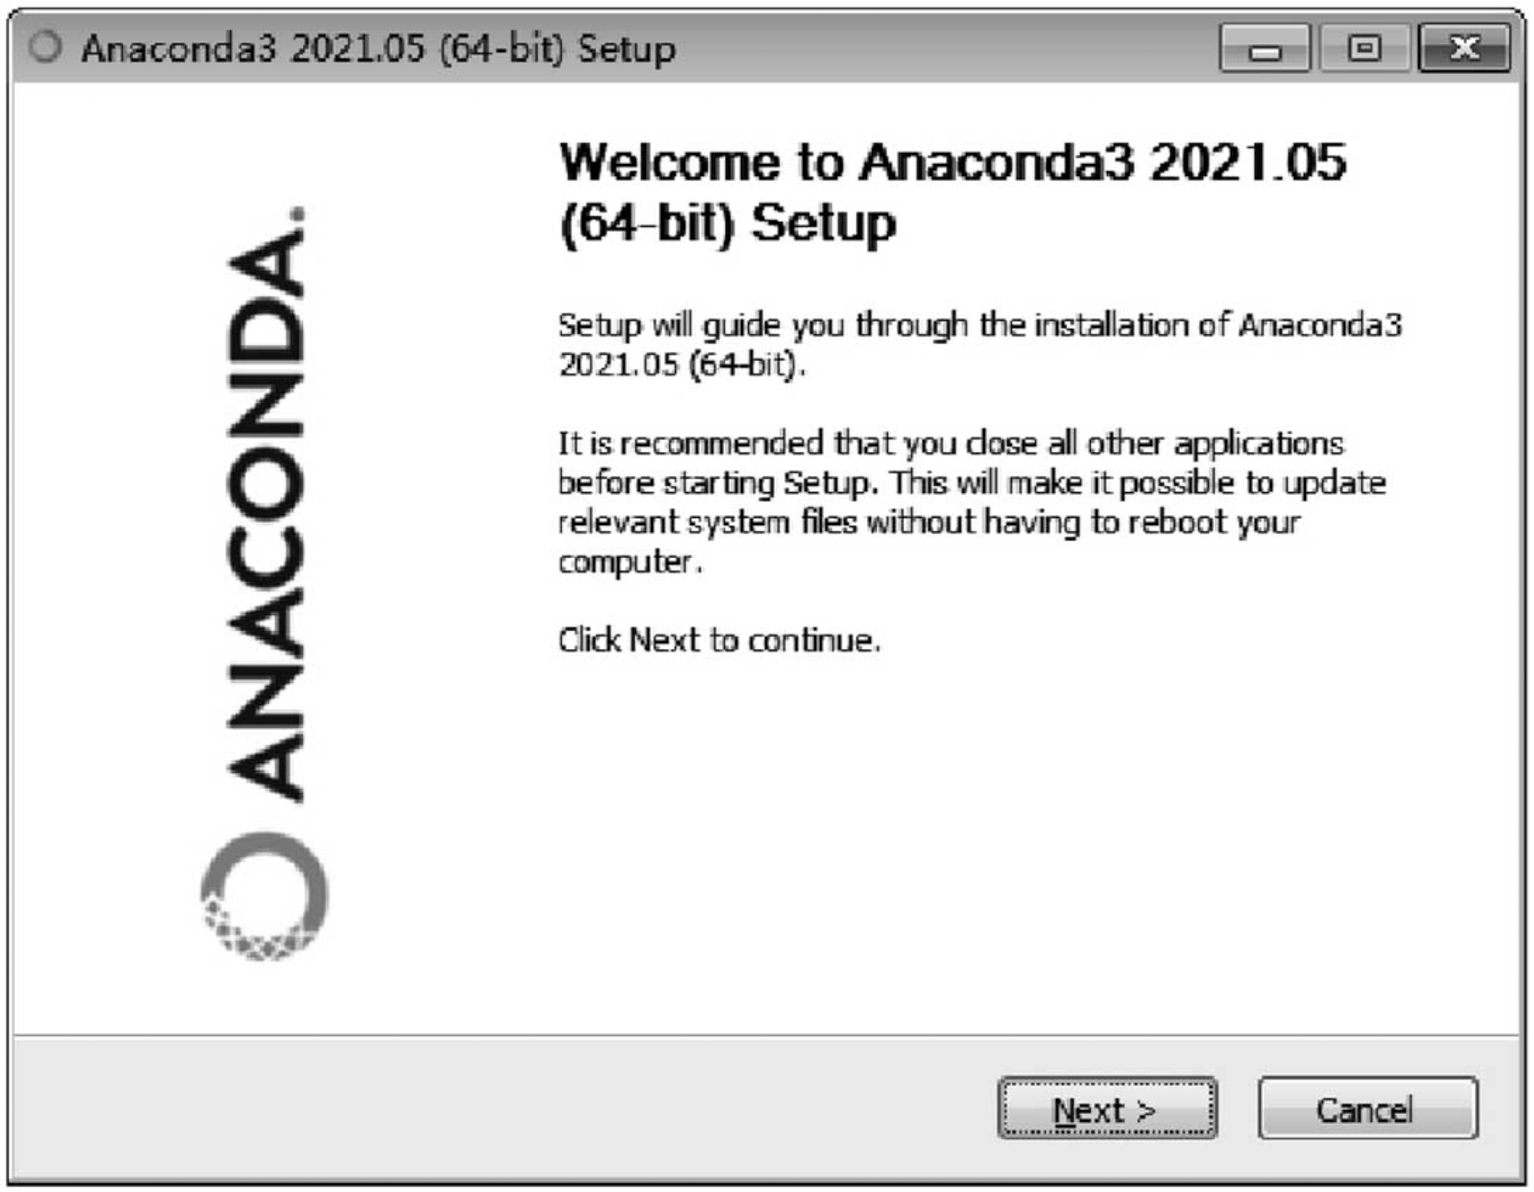 Anaconda3 2021.05 (64-bit) Setup
Welcome to Anaconda3 2021.05
(64-bit) Setup
Setup will guide you through the installation of Anaconda3
2021.05 (64-bit).
It is recommended that you close all other applications
before starting Setup. This will make it possible to update
relevant system files without having to reboot your
computer.
Click Next to continue.
ANACONDA.
Next >
Cancel